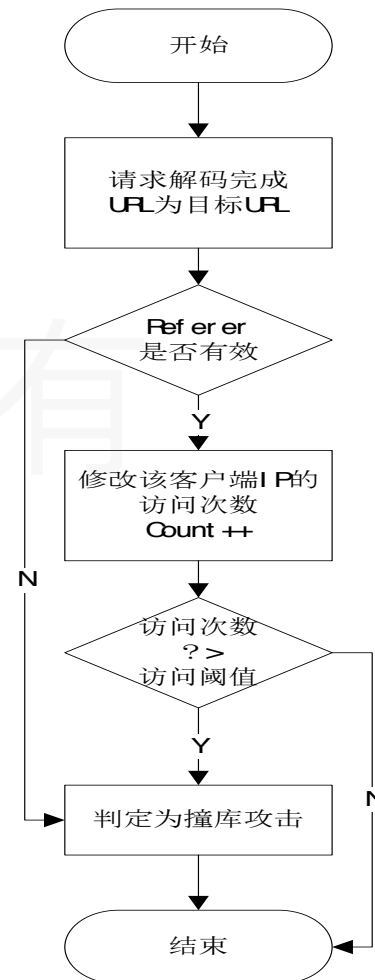 开始
请求解码完成
URL为目标URL
Referer
是否有效
Y
修改该客户端IP的
访问次数
Count ++
N
访问次数
?>
访问阈值
Y
N
判定为撞库攻击
结束
有